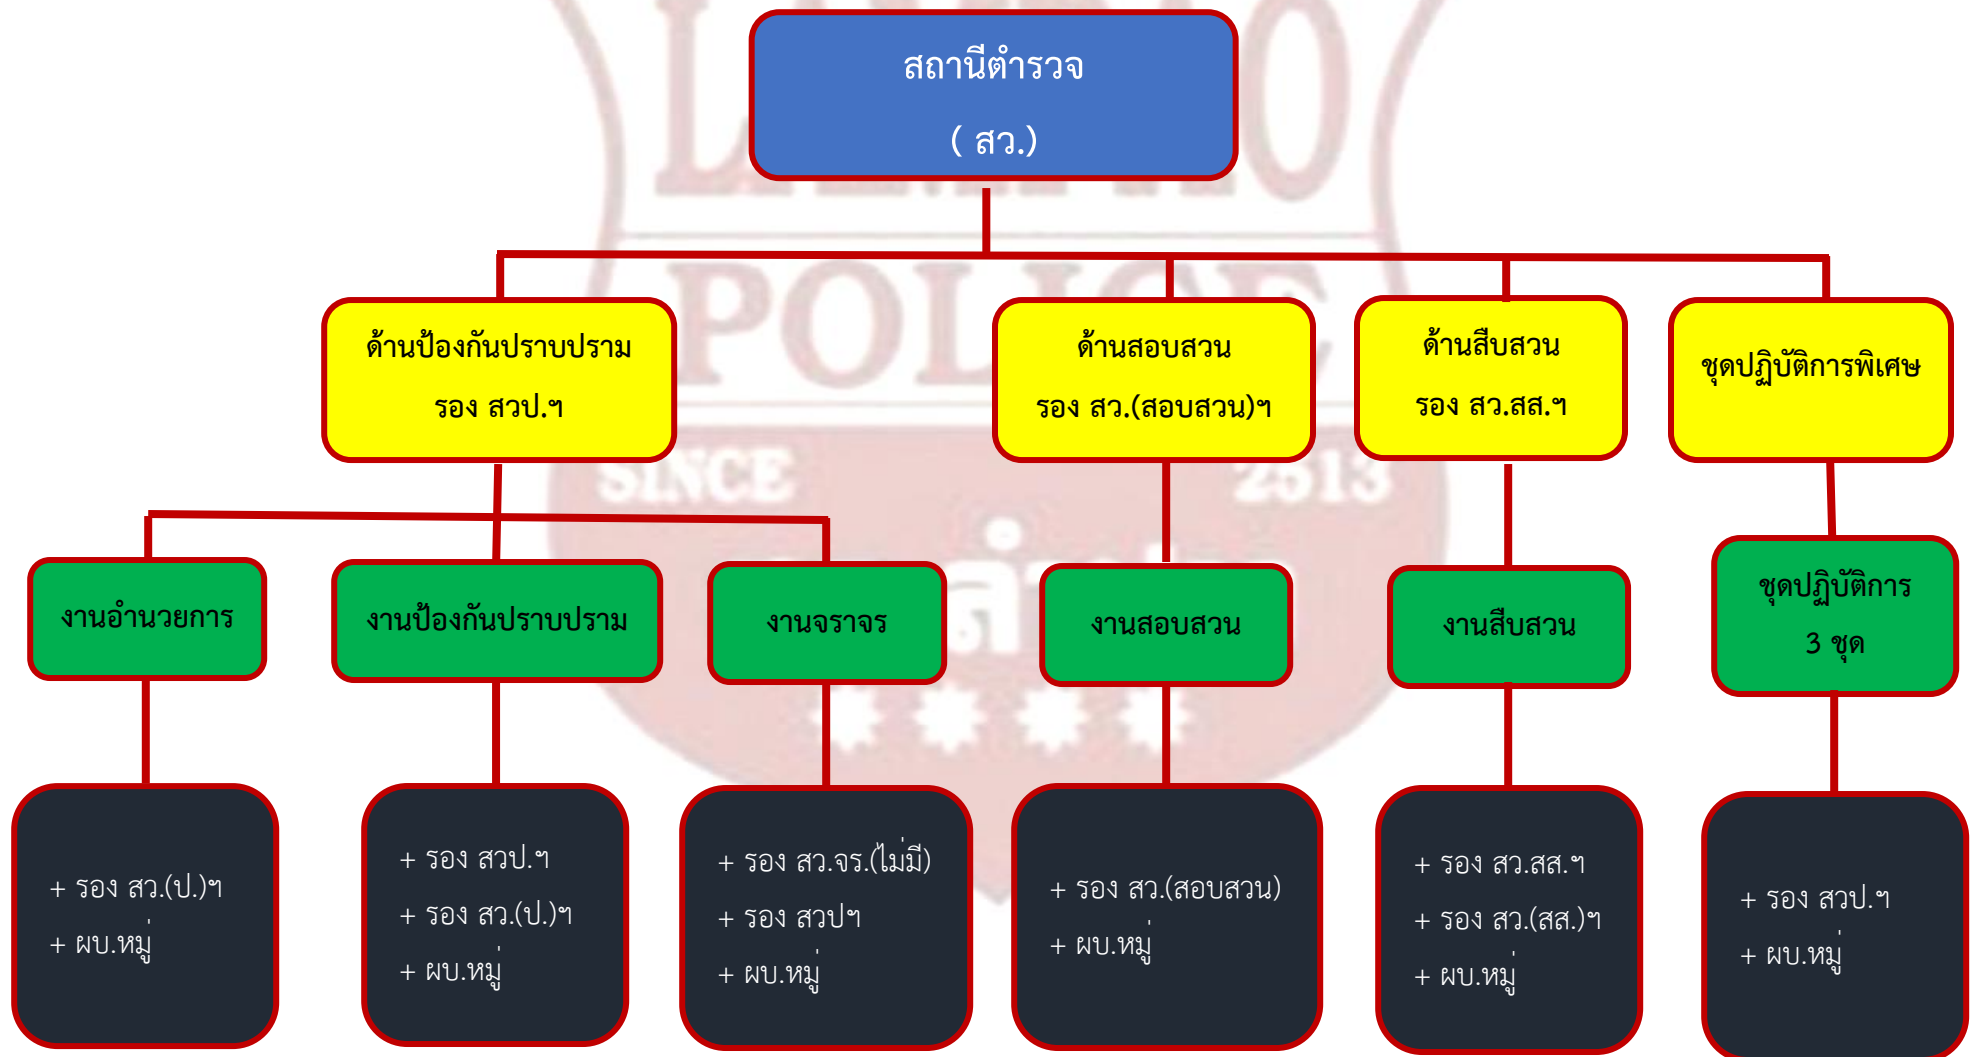 สถานีตำรวจ
( สว.)
POLICE
ด้านป้องกันปราบปราม
รอง สวป.ฯ
ด้านสอบสวน
รอง สว.(สอบสวน)ฯ
ด้านสืบสวน
รอง สว.สส.ฯ
ชุดปฏิบัติการพิเศษ
SINCE 2513
งานอำนวยการ
งานป้องกันปราบปราม
งานจราจร
งานสอบสวน
งานสืบสวน
ชุดปฏิบัติการ
3 ชุด
+ รอง สว.(ป.)ฯ
+ ผบ.หมู่
+ รอง สวป.ฯ
+ รอง สว.(ป.)ฯ
+ ผบ.หมู่
+ รอง สว.จร.(ไม่มี)
+ รอง สวปฯ
+ ผบ.หมู่
+ รอง สว.(สอบสวน)
+ ผบ.หมู่
+ รอง สว.สส.ฯ
+ รอง สว.(สส.)ฯ
+ ผบ.หมู่
+ รอง สวป.ฯ
+ ผบ.หมู่